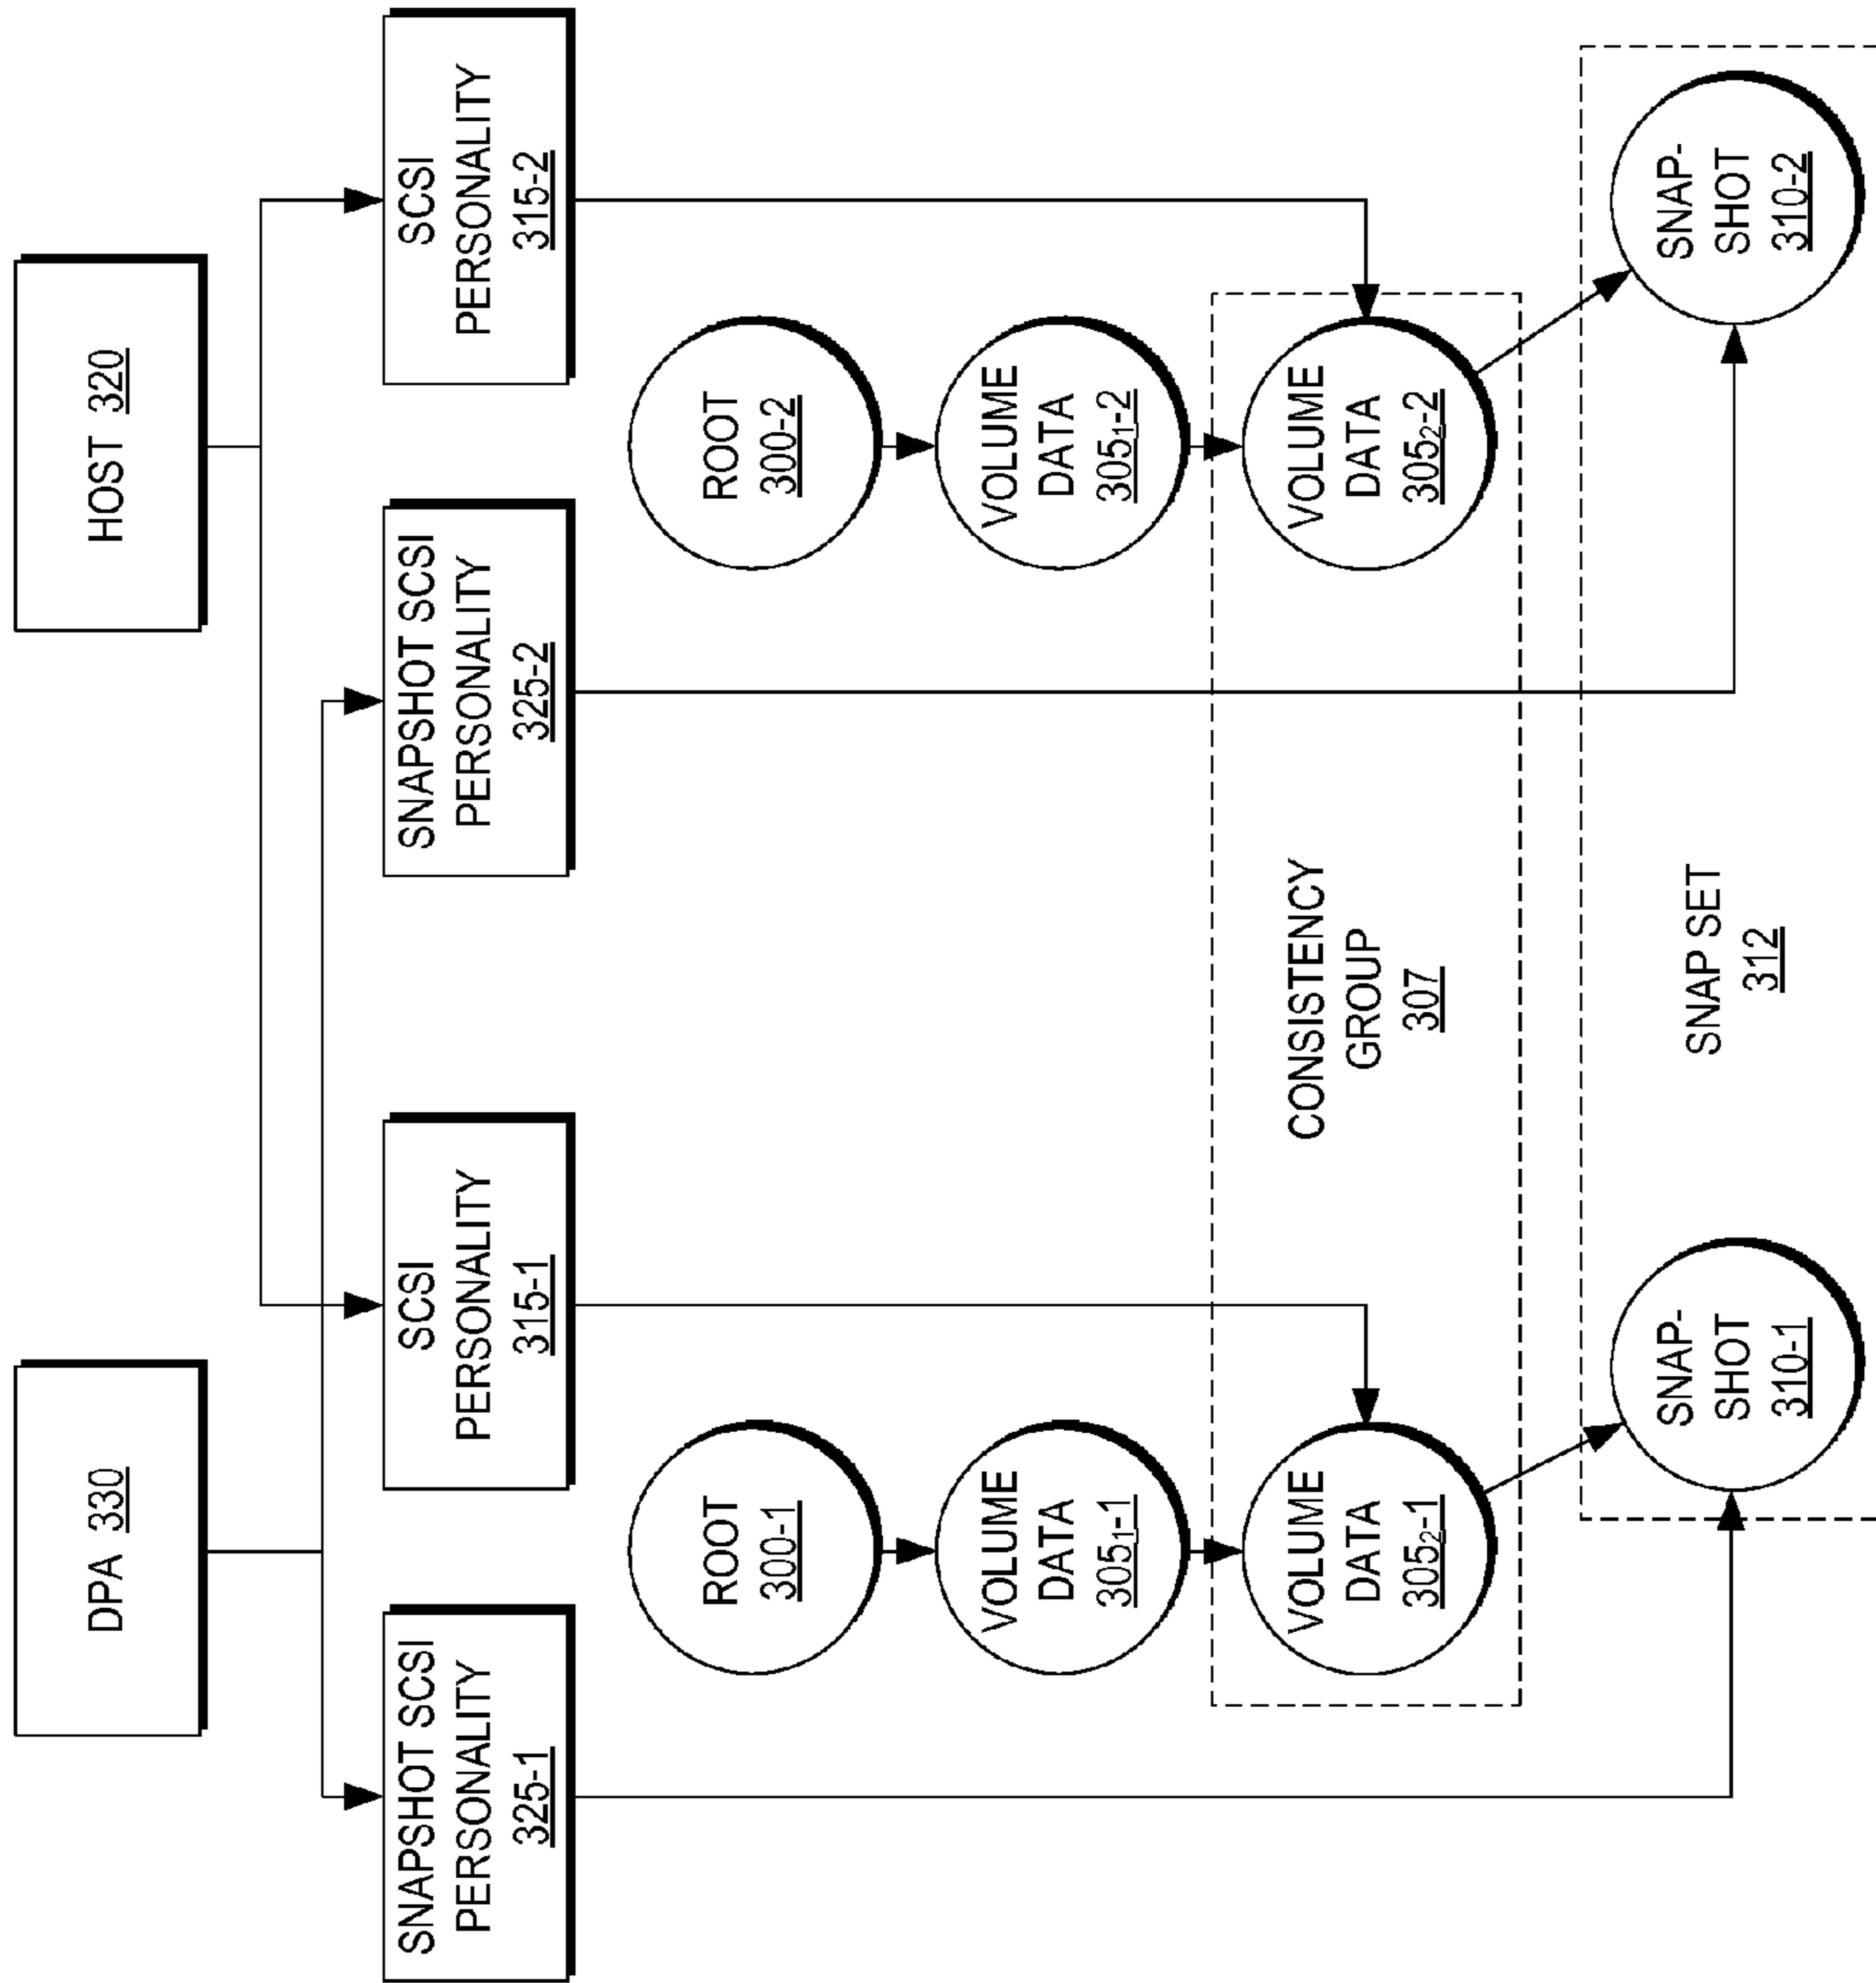 DPA 330
HOST 320
SNAPSHOT SCSI
PERSONALITY
325-1
SCSI
PERSONALITY
315-1
SNAPSHOT SCSI
PERSONALITY
325-2
SCSI
PERSONALITY
315-2
ROOT
300-1
ROOT
300-2
VOLUME
DATA
305₁-1
VOLUME
DATA
305₁-2
VOLUME
DATA
305₂-1
CONSISTENCY
GROUP
307
VOLUME
DATA
305₂-2
SNAP-
SHOT
310-1
SNAP SET
312
SNAP-
SHOT
310-2